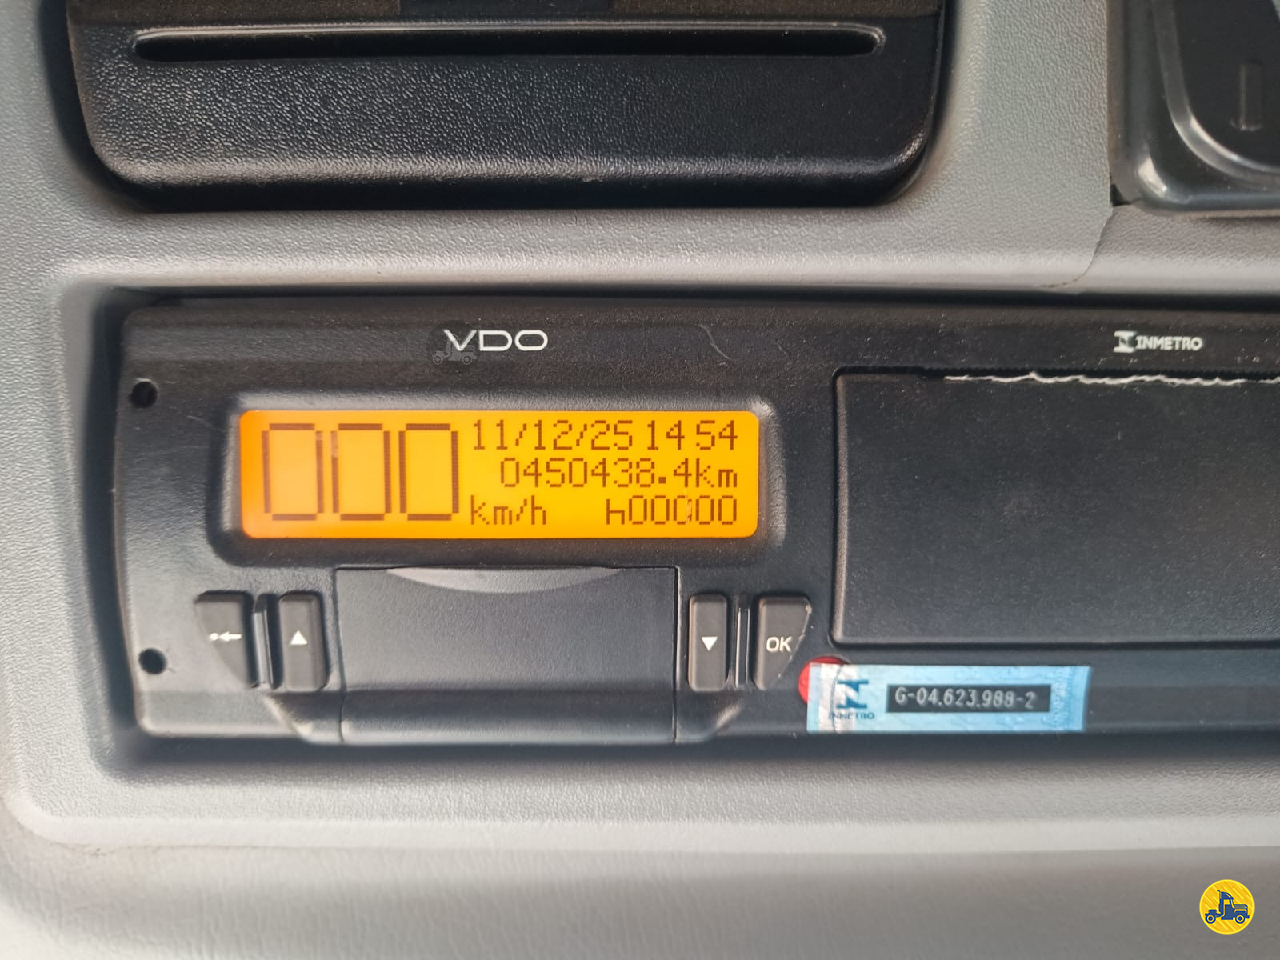 VDO
INMETRO
000
11/12/25 14 54
0450438.4km
km/h h00000
OK
INMETRO
G-04.623.988-2